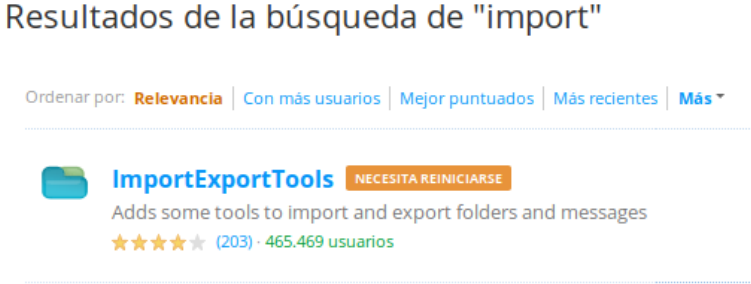 Resultados de la búsqueda de "import"
Ordenar por: Relevancia Con más usuarios Mejor puntuados Más recientes Más
ImportExportTools NECESITA REINICIARSE
Adds some tools to import and export folders and messages
(203) · 465.469 usuarios